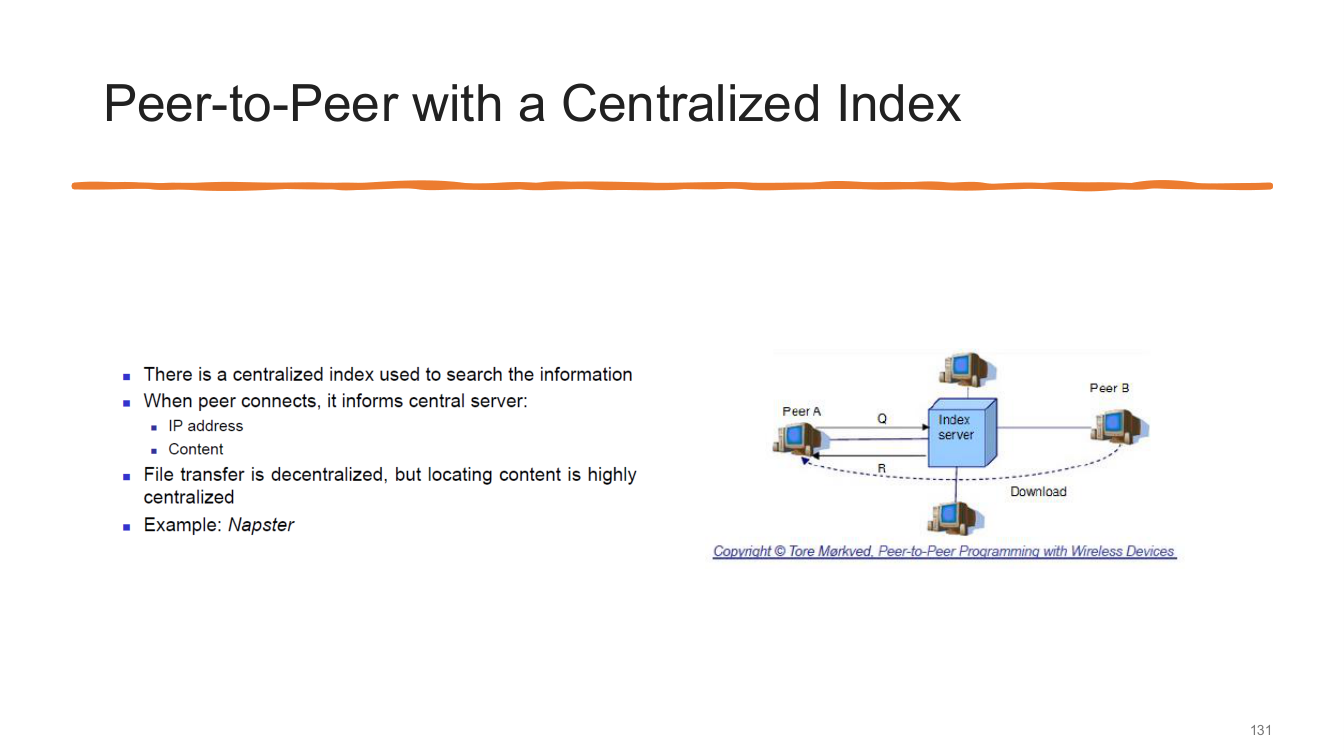 Peer-to-Peer with a Centralized Index
There is a centralized index used to search the information
When peer connects, it informs central server:
IP address
Content
File transfer is decentralized, but locating content is highly
centralized
Example: Napster
Peer B
Peer A
Q
Index
server
R
Download
Copyright © Tore Mørkved, Peer-to-Peer Programming with Wireless Devices
131